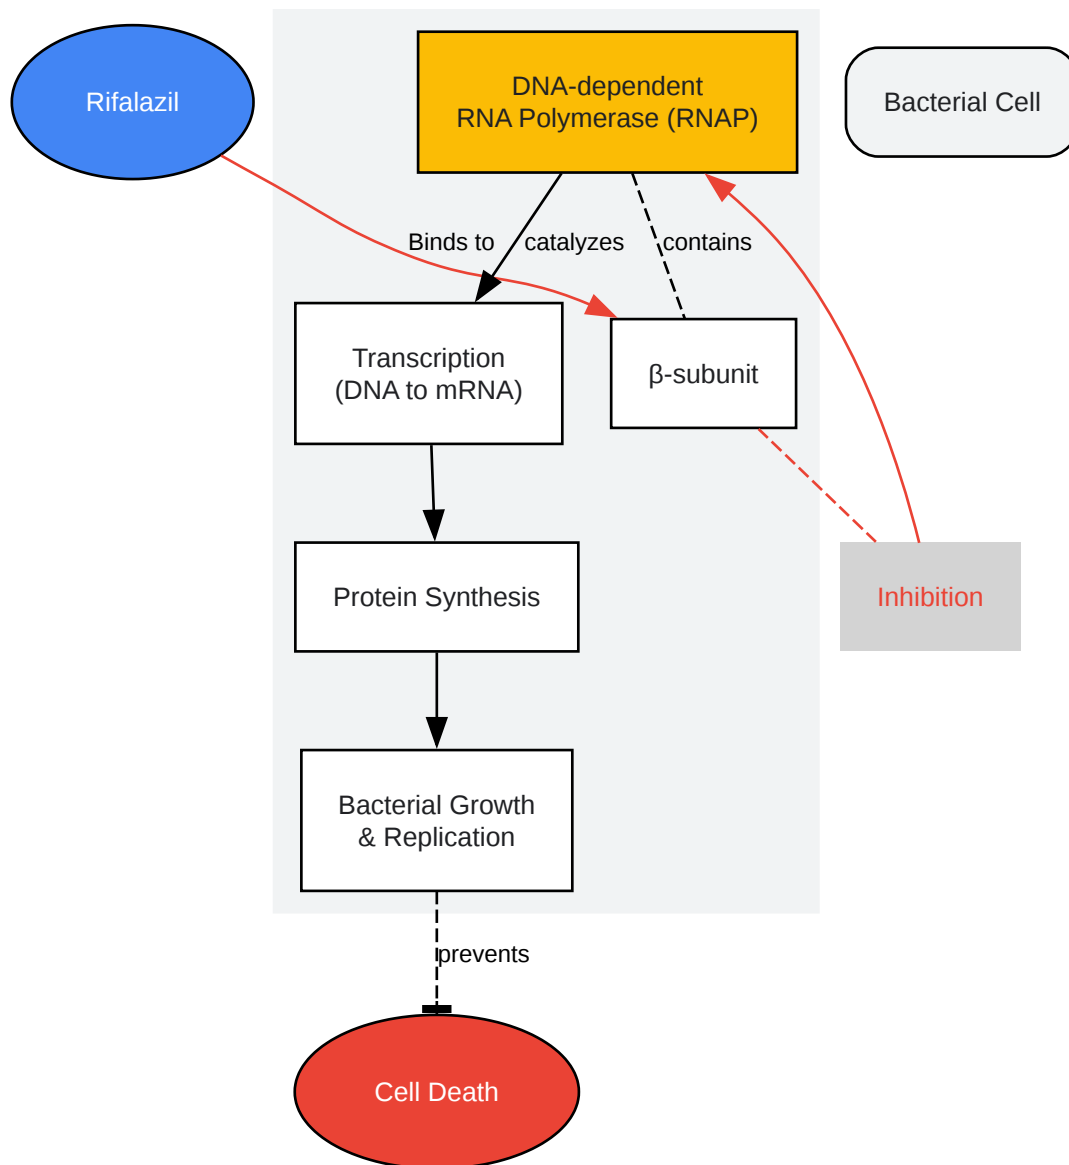 Rifalazil
DNA-dependent
RNA Polymerase (RNAP)
Bacterial Cell
Binds to
catalyzes
contains
Transcription
(DNA to mRNA)
β-subunit
Protein Synthesis
Inhibition
Bacterial Growth
& Replication
prevents
Cell Death